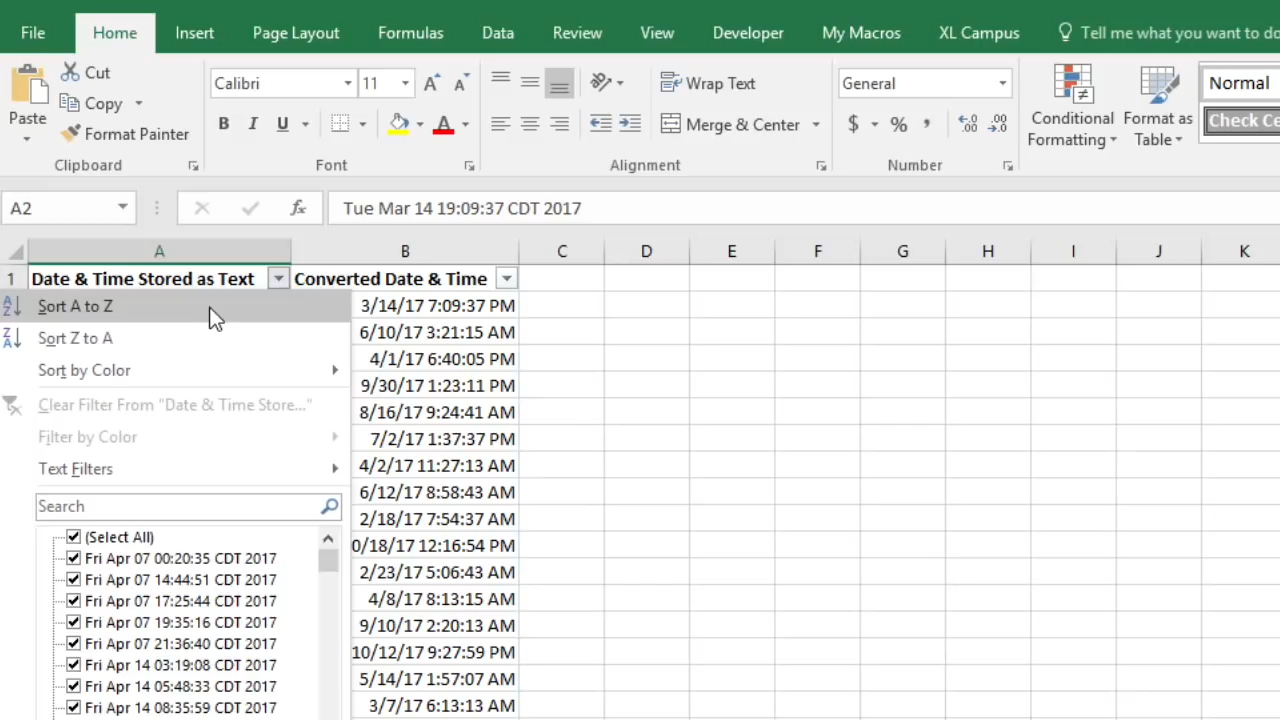 File Home Insert Page Layout Formulas Data Review View Developer My Macros XL Campus Tell me what you want to do
Paste
Cut
Copy
Format Painter
Clipboard
Calibri 11
B I U
Font
Wrap Text
Merge & Center
Alignment
General
$ % ,
Number
Conditional Formatting
Format as Table
Normal
Check Ce
A2 fx Tue Mar 14 19:09:37 CDT 2017
A B C D E F G H I J K
1 Date & Time Stored as Text Converted Date & Time
Sort A to Z
Sort Z to A
Sort by Color
Clear Filter From "Date & Time Store..."
Filter by Color
Text Filters
Search
(Select All)
Fri Apr 07 00:20:35 CDT 2017
Fri Apr 07 14:44:51 CDT 2017
Fri Apr 07 17:25:44 CDT 2017
Fri Apr 07 19:35:16 CDT 2017
Fri Apr 07 21:36:40 CDT 2017
Fri Apr 14 03:19:08 CDT 2017
Fri Apr 14 05:48:33 CDT 2017
Fri Apr 14 08:35:59 CDT 2017
3/14/17 7:09:37 PM
6/10/17 3:21:15 AM
4/1/17 6:40:05 PM
9/30/17 1:23:11 PM
8/16/17 9:24:41 AM
7/2/17 1:37:37 PM
4/2/17 11:27:13 AM
6/12/17 8:58:43 AM
2/18/17 7:54:37 AM
0/18/17 12:16:54 PM
2/23/17 5:06:43 AM
4/8/17 8:13:15 AM
9/10/17 2:20:13 AM
10/12/17 9:27:59 PM
5/14/17 1:57:07 AM
3/7/17 6:13:13 AM